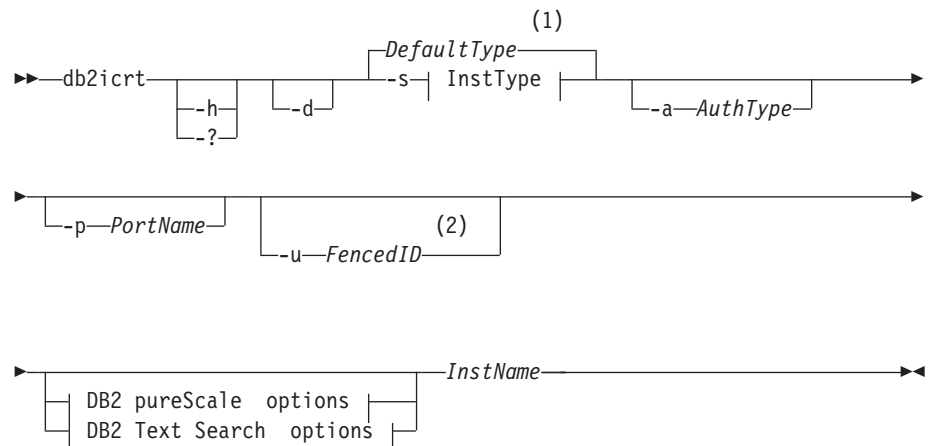 (1)
DefaultType
db2icrt -s InstType
-h -d -a AuthType
-?
-p PortName (2)
-u FencedID
InstName
DB2 pureScale options
DB2 Text Search options